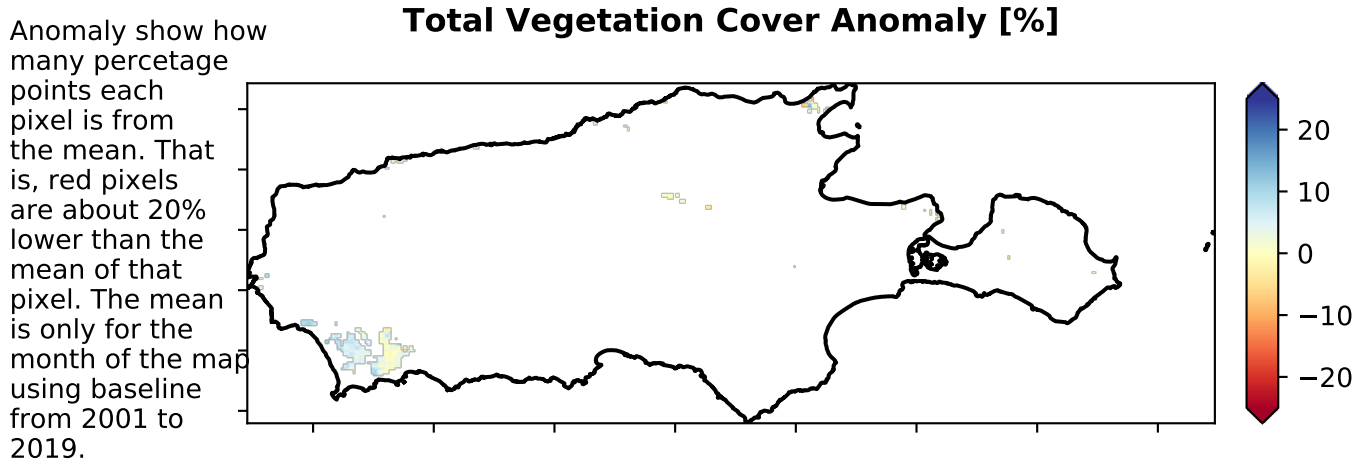 Total Vegetation Cover Anomaly [%]
Anomaly show how
many percetage
points each
pixel is from
the mean. That
is, red pixels
are about 20%
lower than the
mean of that
pixel. The mean
is only for the
month of the map
using baseline
from 2001 to
2019.
20
10
0
−10
−20